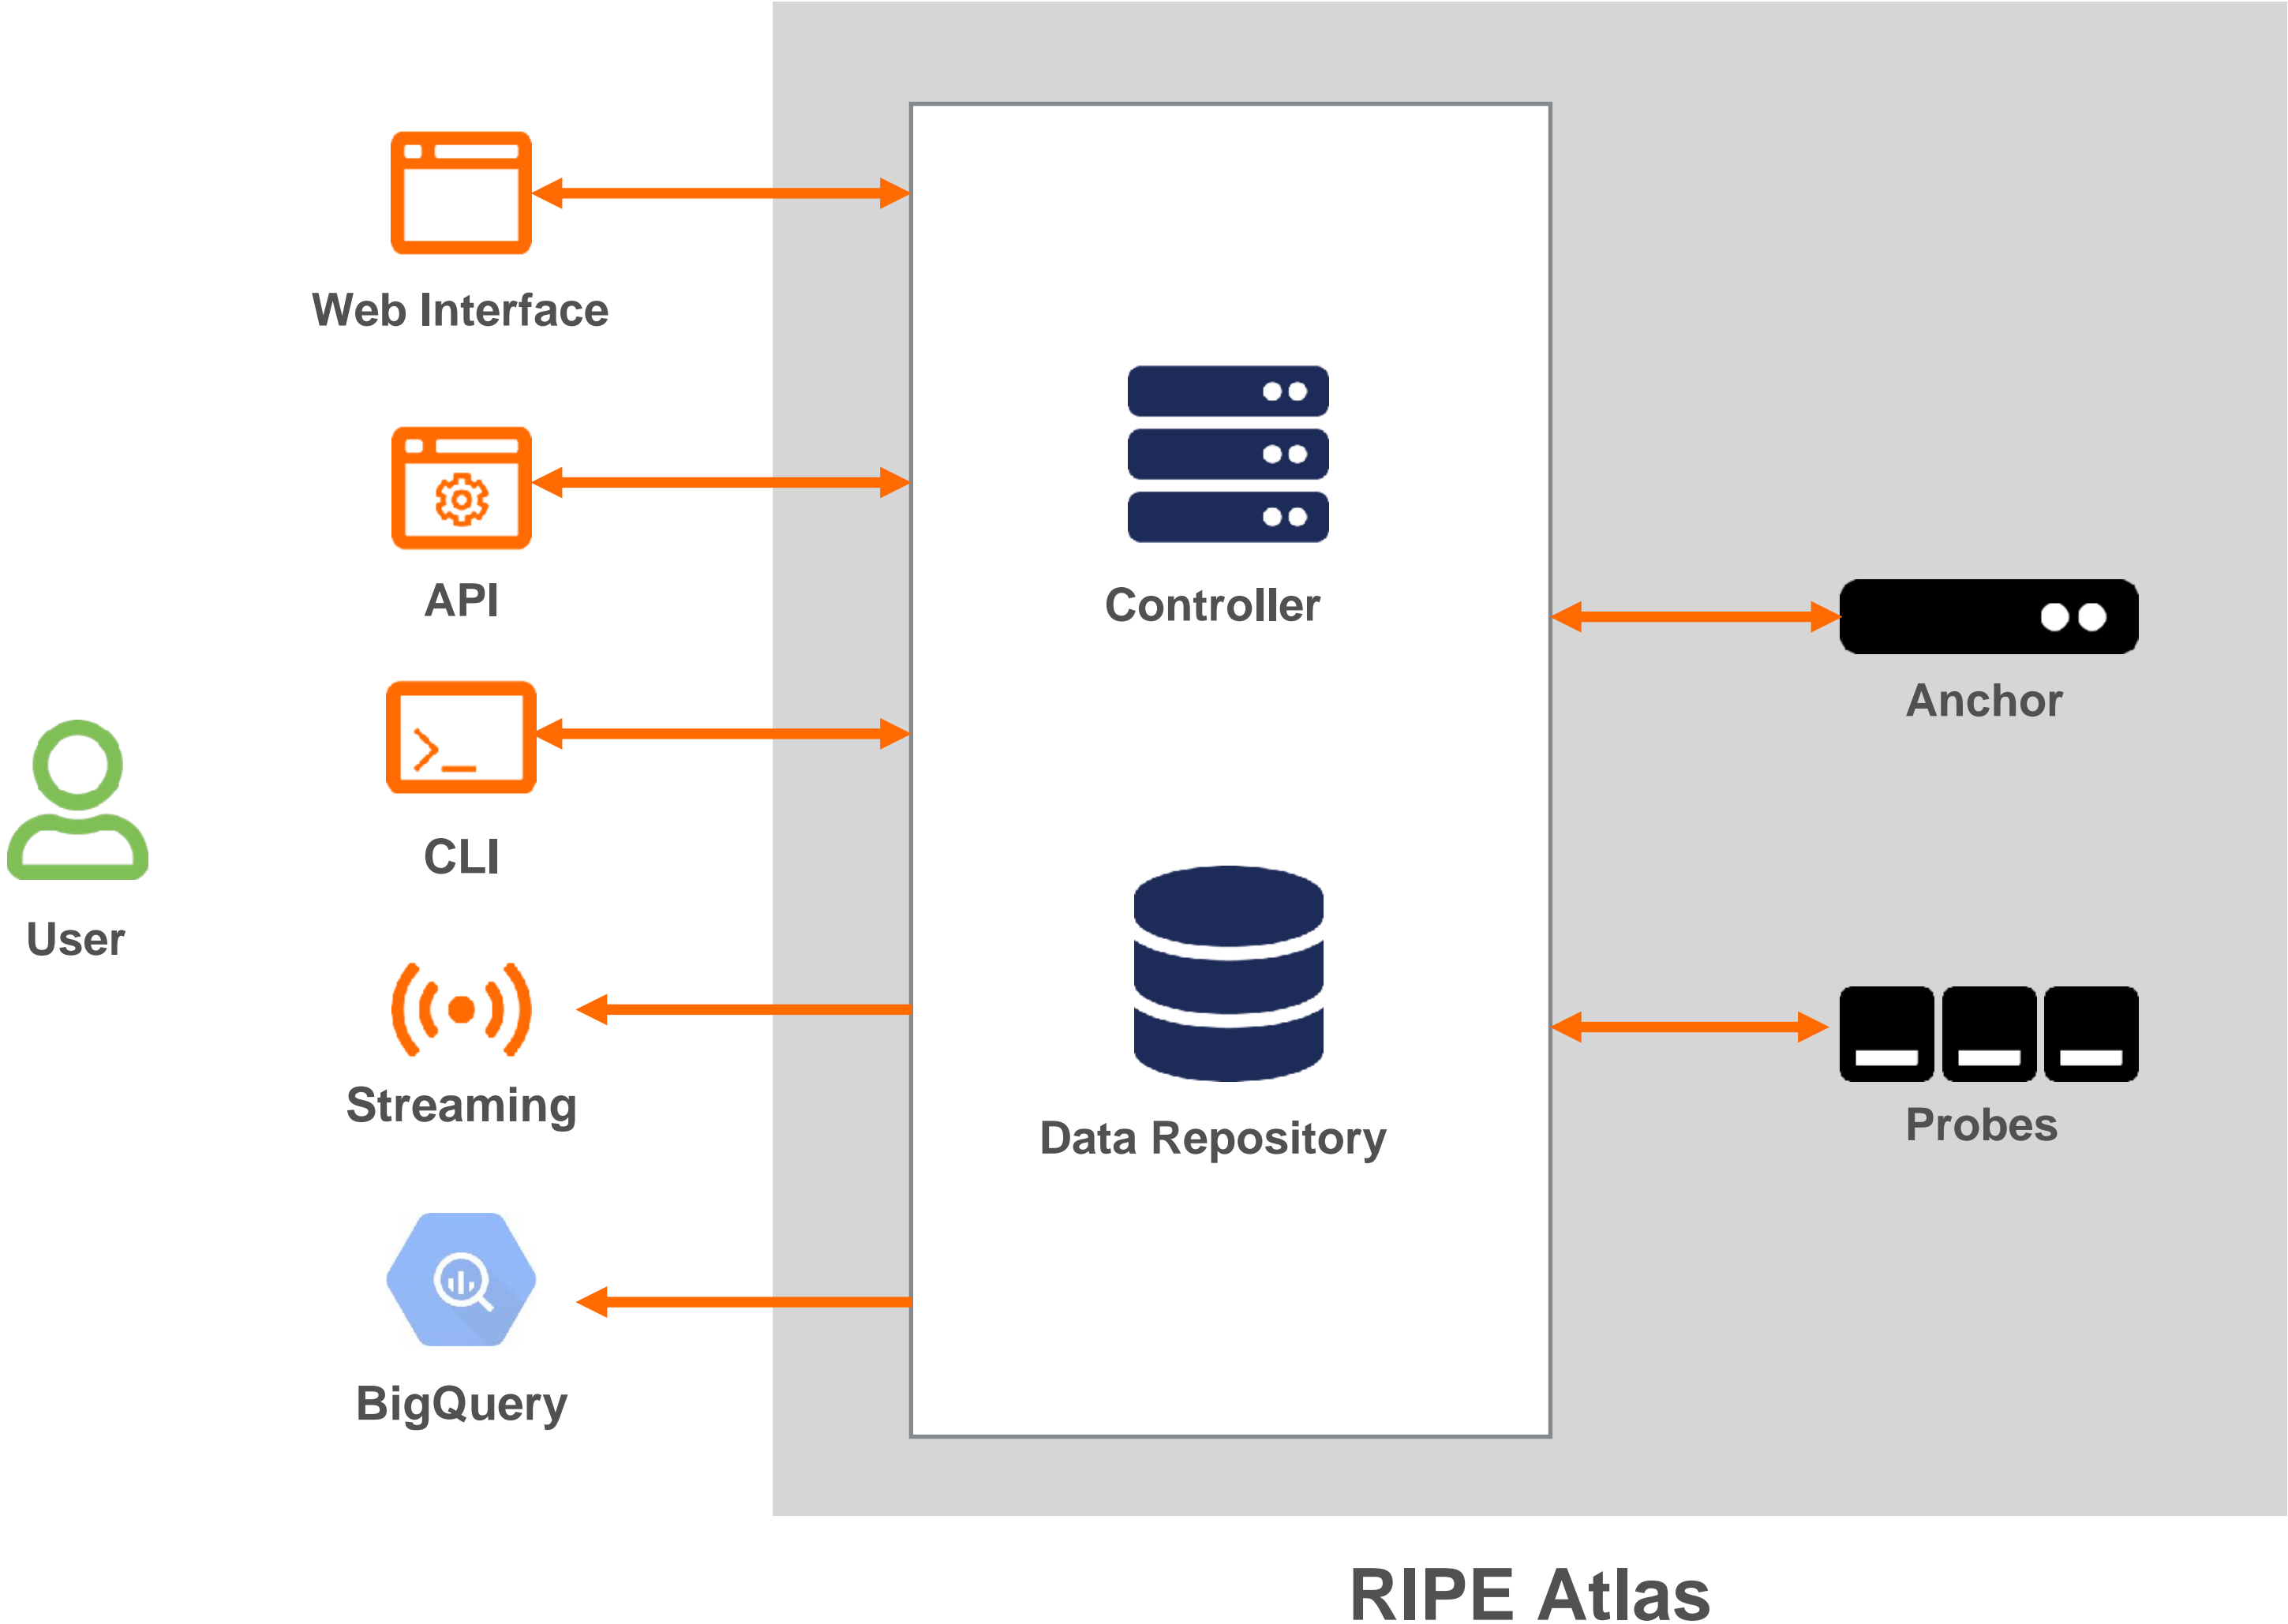 Web Interface
API
CLI
User
Streaming
BigQuery
Controller
Data Repository
Anchor
Probes
RIPE Atlas